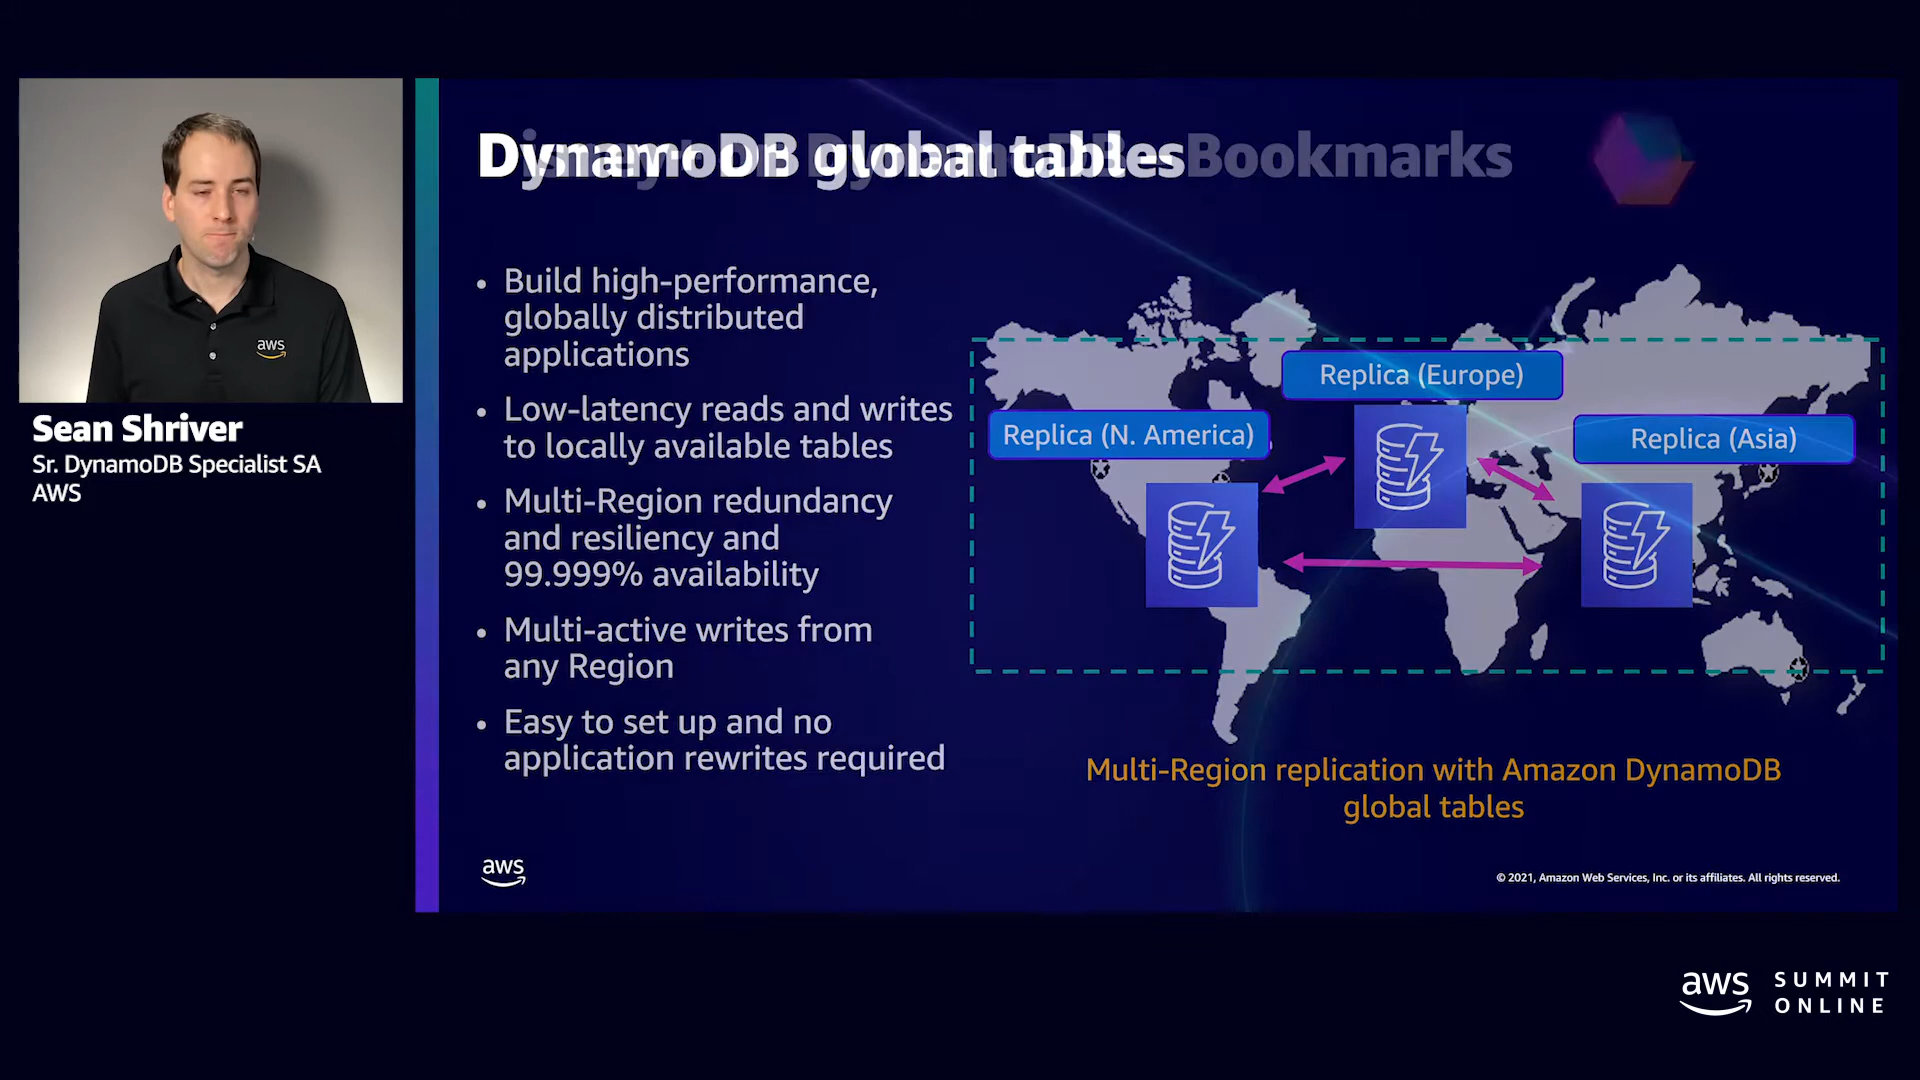 aws
Sean Shriver
Sr. DynamoDB Specialist SA
AWS
DynamoDB global tables
Bookmarks
• Build high-performance,
globally distributed
applications
• Low-latency reads and writes
to locally available tables
• Multi-Region redundancy
and resiliency and
99.999% availability
• Multi-active writes from
any Region
• Easy to set up and no
application rewrites required
Replica (Europe)
Replica (N. America)
Replica (Asia)
Multi-Region replication with Amazon DynamoDB
global tables
aws
© 2021, Amazon Web Services, Inc. or its affiliates. All rights reserved.
aws SUMMIT
ONLINE